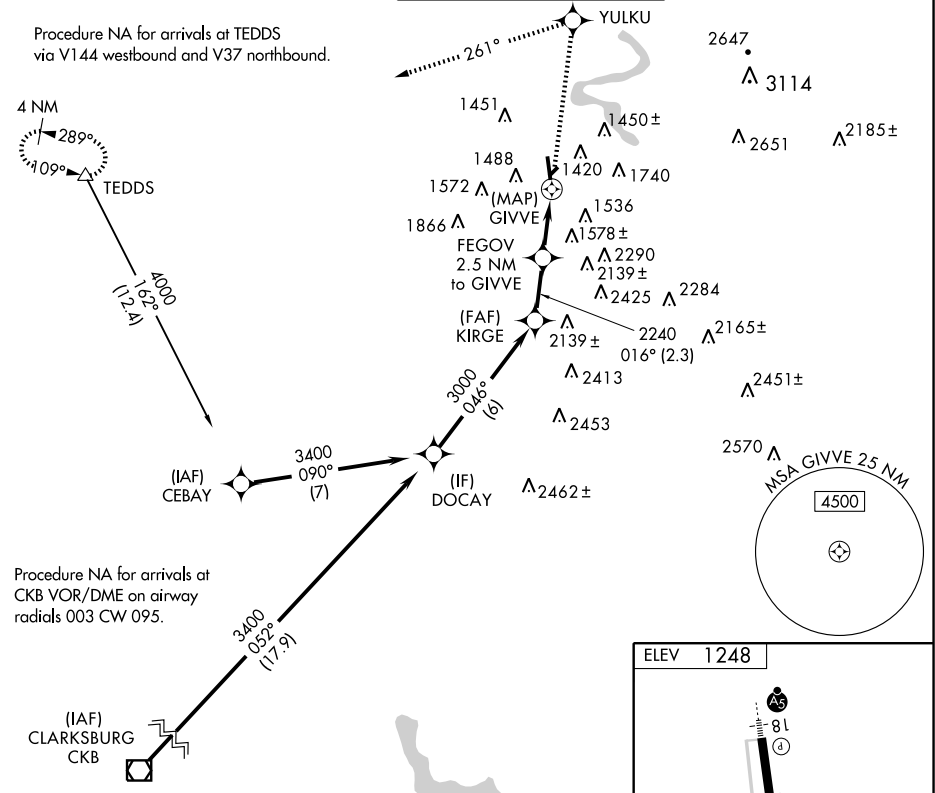 Procedure NA for arrivals at TEDDS
via V144 westbound and V37 northbound.
YULKU
261°
2647
3114
4 NM
289°
109°
TEDDS
1451
1450±
2651
2185±
1488
1420
1740
1572
(MAP)
GIVVE
1536
1866
1578±
FEGOV
2.5 NM
to GIVVE
2290
2139±
2425
2284
4000
162°
(12.4)
(FAF)
KIRGE
2139±
2240
016° (2.3)
2165±
2413
2451±
3000
046°
(6)
2453
3400
090°
(7)
2570
(IAF)
CEBAY
(IF)
DOCAY
2462±
MSA GIVVE 25 NM
4500
Procedure NA for arrivals at
CKB VOR/DME on airway
radials 003 CW 095.
3400
052°
(17.9)
ELEV 1248
A5
18
P
(IAF)
CLARKSBURG
CKB